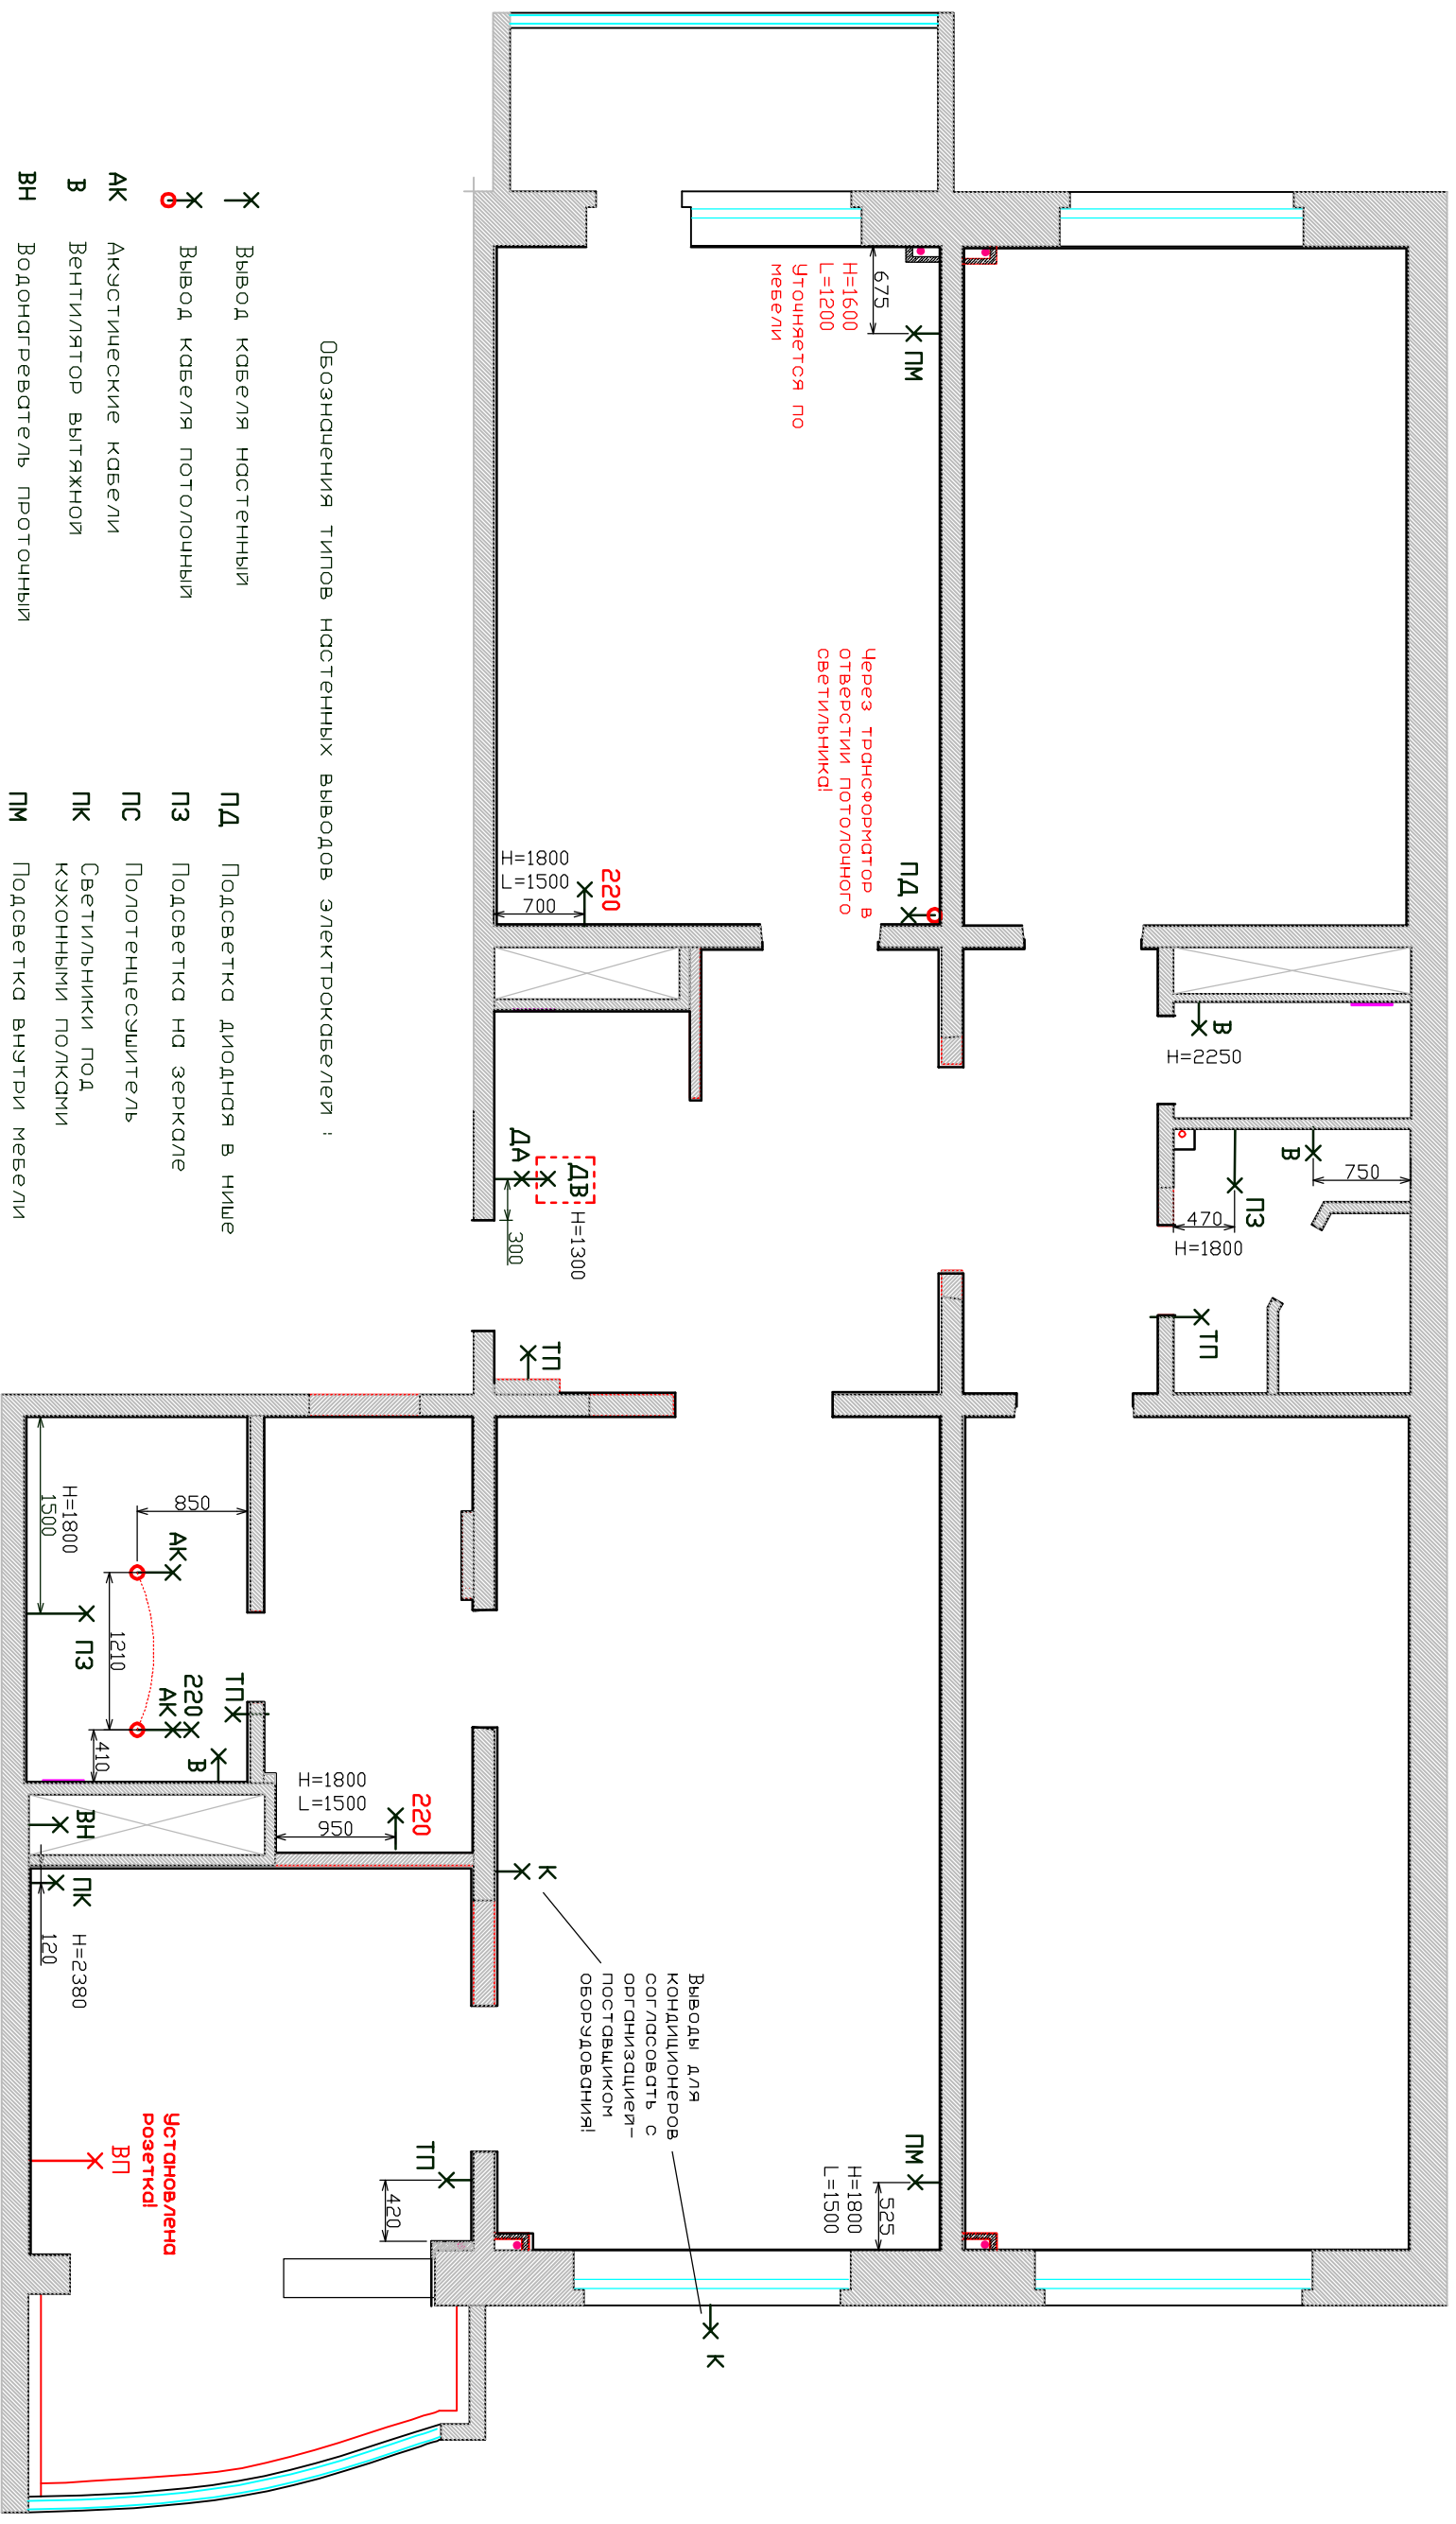 Обозначения типов настенных выводов электрокабелей :
Вывод кабеля настенный
Вывод кабеля потолочный
АК Акустические кабели
В Вентилятор вытяжной
ВН Водонагреватель проточный
ПД Подсветка диодная в нише
ПЗ Подсветка на зеркале
ПС Полотенцесушитель
ПК Светильники под
кухонными полками
ПМ Подсветка внутри мебели
675
ПМ
H=1600
L=1200
Уточняется по
мебели
Через трансформатор в
отверстии потолочного
светильника!
ПД
H=1800
L=1500
700
220
В
H=2250
В
750
ПЗ
470
H=1800
ТП
ДА
ДВ
H=1300
300
ТП
850
H=1800
1500
АК
1210
ПЗ
220
АК
ТП
410
В
H=1800
L=1500
950
220
ВН
К
ПК
H=2380
120
Выводы для
кондиционеров
согласовать с
организацией-
поставщиком
оборудования!
Установлена
розетка!
ВП
ТП
420
ПМ
H=1800
L=1500
525
К